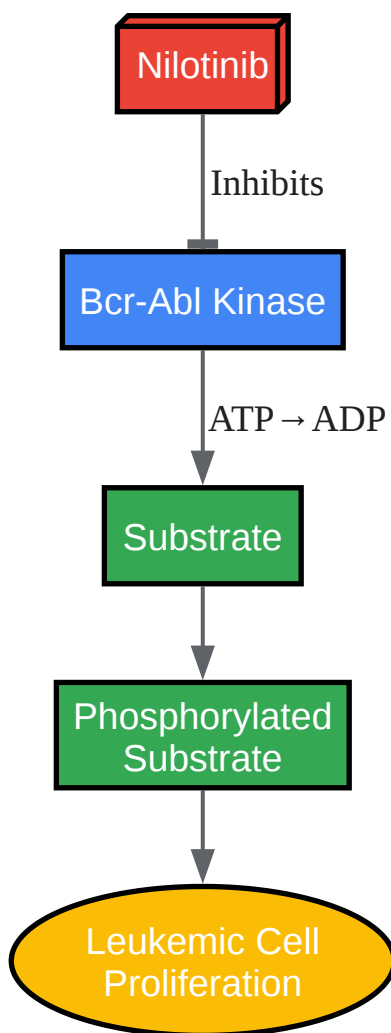 Nilotinib
Inhibits
Bcr-Abl Kinase
ATP→ADP
Substrate
Phosphorylated
Substrate
Leukemic Cell
Proliferation